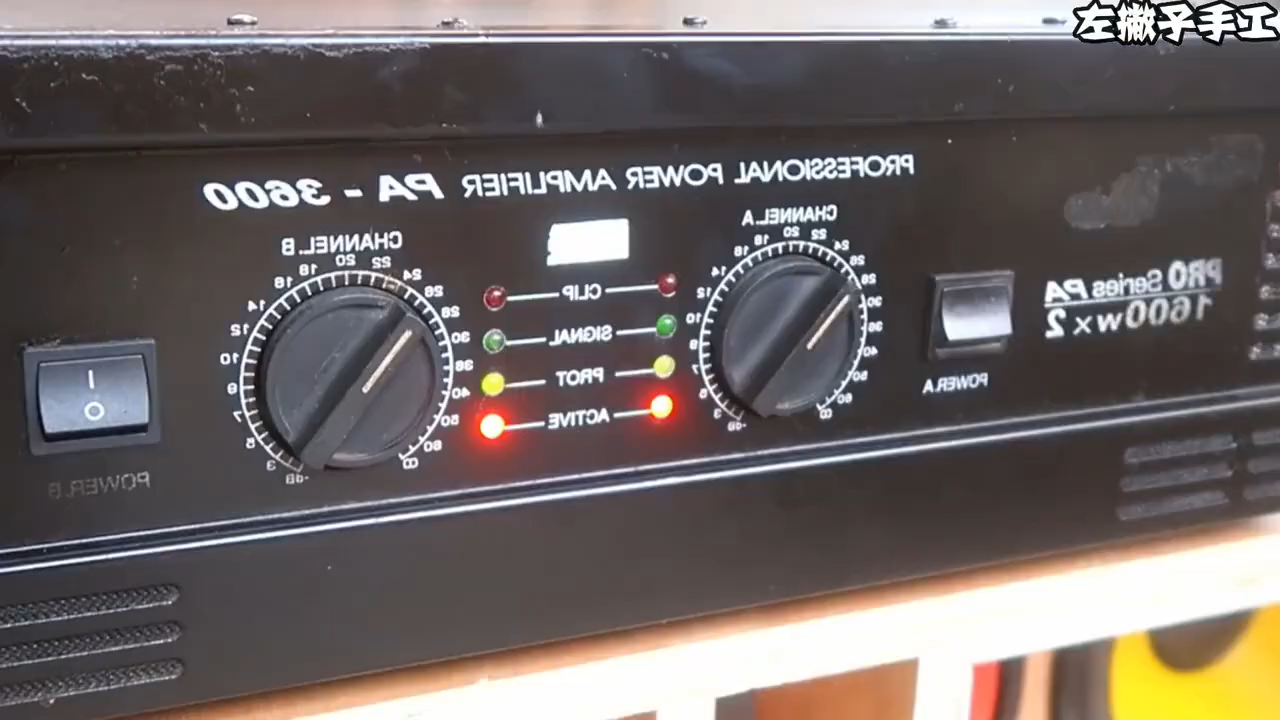 左撇子手工
PROFESSIONAL POWER AMPLIFIER PA - 3600
CHANNEL.B
CHANNEL.A
CLIP
SIGNAL
PROT
ACTIVE
PRO Series PA
1600w×2
POWER.A
POWER.B